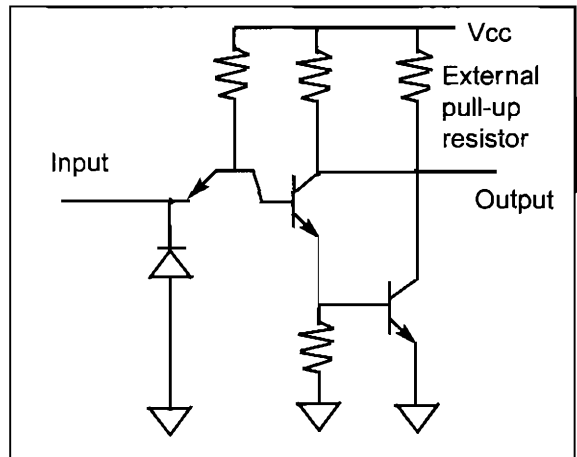 Vcc
External
pull-up
resistor
Input
Output